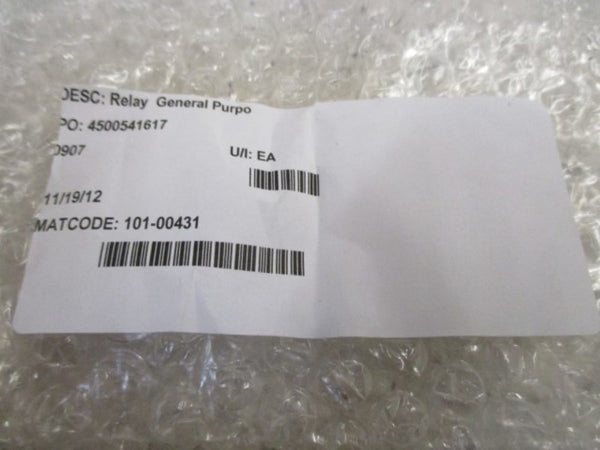 DESC: Relay General Purpo
PO: 4500541617
0907
U/I: EA
11/19/12
MATCODE: 101-00431